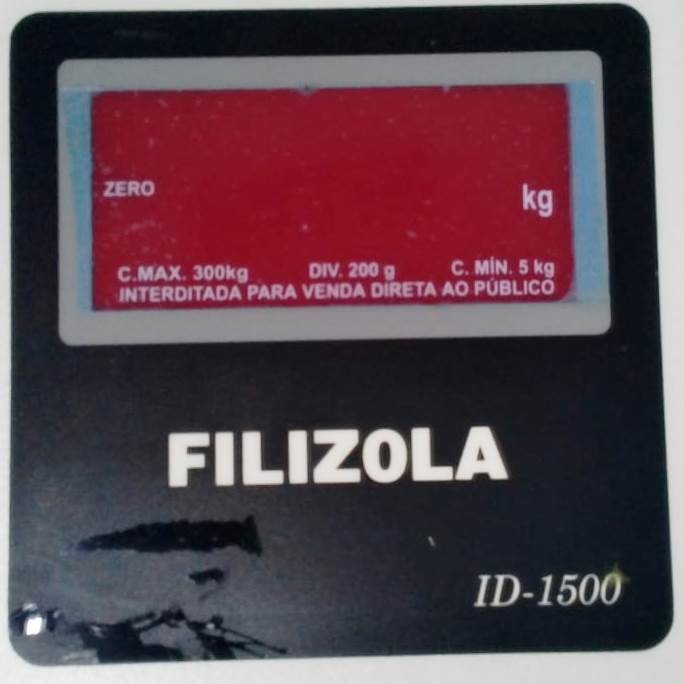 ZERO
kg
C.MAX. 300kg DIV. 200 g C. MÍN. 5 kg
INTERDITADA PARA VENDA DIRETA AO PÚBLICO
FILIZOLA
ID-1500